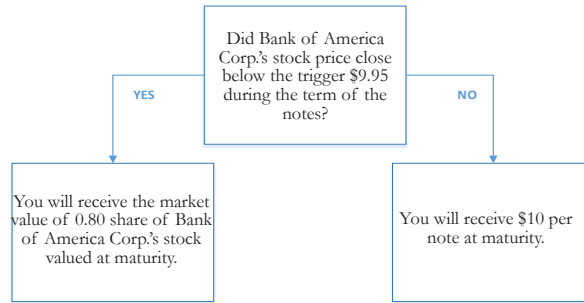 Did Bank of America
Corp.'s stock price close
below the trigger $9.95
during the term of the
notes?
YES
NO
You will receive the market
value of 0.80 share of Bank
of America Corp.'s stock
valued at maturity.
You will receive $10 per
note at maturity.